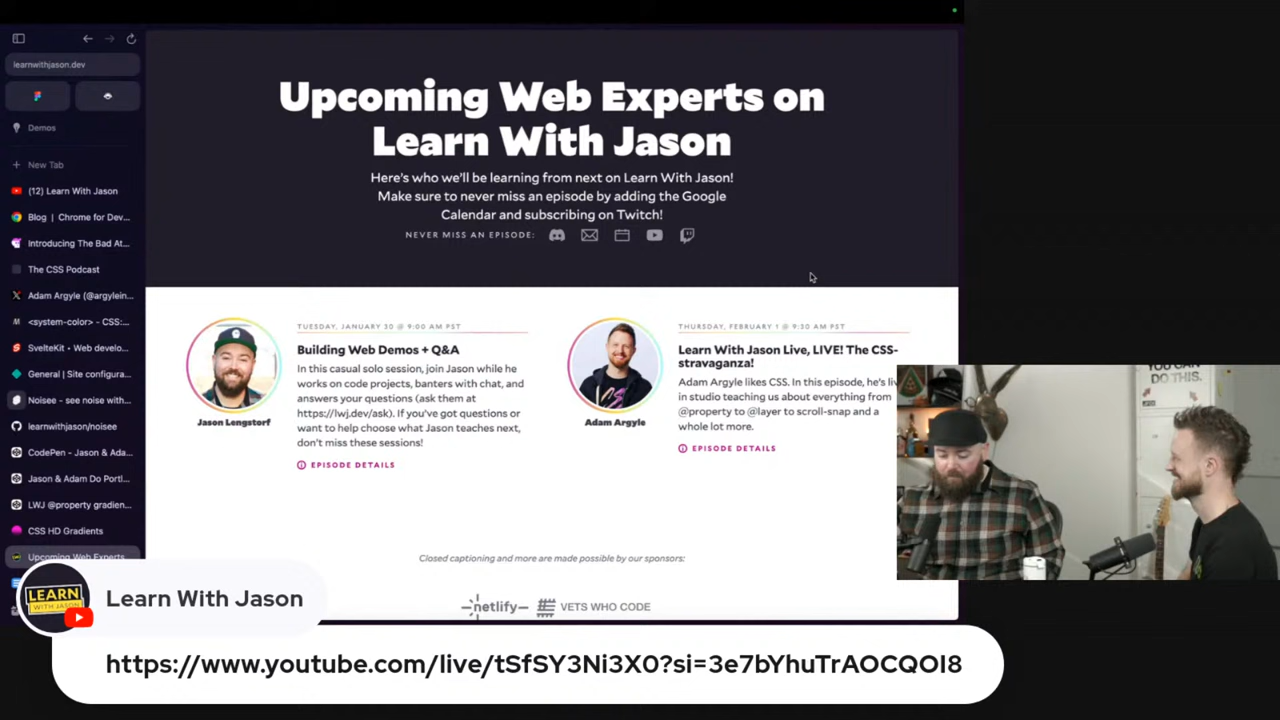 learnwithjason.dev
Demos
+ New Tab
(12) Learn With Jason
Blog | Chrome for Dev...
Introducing The Bad At...
The CSS Podcast
Adam Argyle (@argylein...
<system-color> - CSS:...
SvelteKit • Web develo...
General | Site configura...
Noisee - see noise with...
learnwithjason/noisee
CodePen - Jason & Ada...
Jason & Adam Do Portl...
LWJ @property gradien...
CSS HD Gradients
Upcoming Web Experts
Upcoming Web Experts on
Learn With Jason
Here's who we'll be learning from next on Learn With Jason!
Make sure to never miss an episode by adding the Google
Calendar and subscribing on Twitch!
NEVER MISS AN EPISODE:
Jason Lengstorf
TUESDAY, JANUARY 30 @ 9:00 AM PST
Building Web Demos + Q&A
In this casual solo session, join Jason while he
works on code projects, banters with chat, and
answers your questions (ask them at
https://lwj.dev/ask). If you've got questions or
want to help choose what Jason teaches next,
don't miss these sessions!
EPISODE DETAILS
Adam Argyle
THURSDAY, FEBRUARY 1 @ 9:30 AM PST
Learn With Jason Live, LIVE! The CSS-
stravaganza!
Adam Argyle likes CSS. In this episode, he's li
in studio teaching us about everything from
@property to @layer to scroll-snap and a
whole lot more.
EPISODE DETAILS
Closed captioning and more are made possible by our sponsors:
netlify
VETS WHO CODE
YOU CAN
DO THIS.
LEARN
WITH JASON
Learn With Jason
https://www.youtube.com/live/tSfSY3Ni3X0?si=3e7bYhuTrAOCQOI8